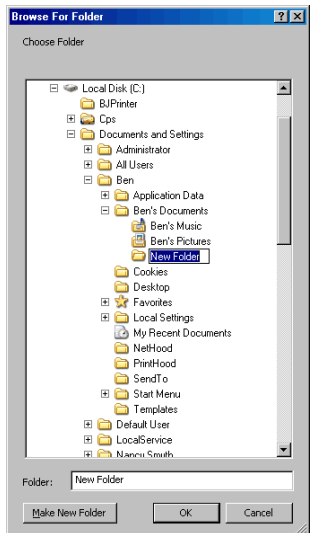 Browse For Folder
Choose Folder
Local Disk (C:)
BJPrinter
Cps
Documents and Settings
Administrator
All Users
Ben
Application Data
Ben's Documents
Ben's Music
Ben's Pictures
New Folder
Cookies
Desktop
Favorites
Local Settings
My Recent Documents
NetHood
PrintHood
SendTo
Start Menu
Templates
Default User
LocalService
Nancy Smyth
Folder: New Folder
Make New Folder OK Cancel